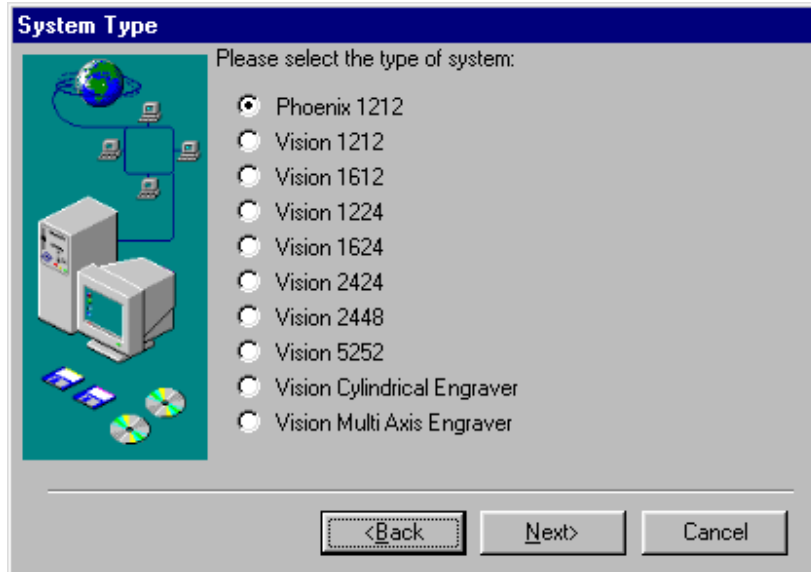 System Type
Please select the type of system:
Phoenix 1212
Vision 1212
Vision 1612
Vision 1224
Vision 1624
Vision 2424
Vision 2448
Vision 5252
Vision Cylindrical Engraver
Vision Multi Axis Engraver
<Back Next> Cancel